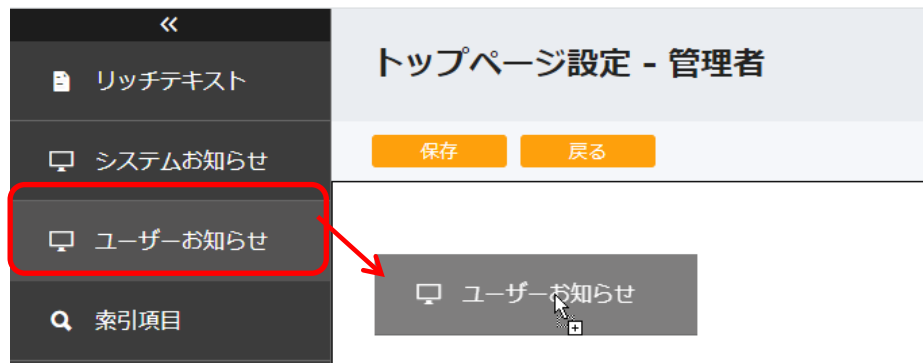 «
リッチテキスト
システムお知らせ
ユーザーお知らせ
索引項目
トップページ設定 - 管理者
保存
戻る
ユーザーお知らせ